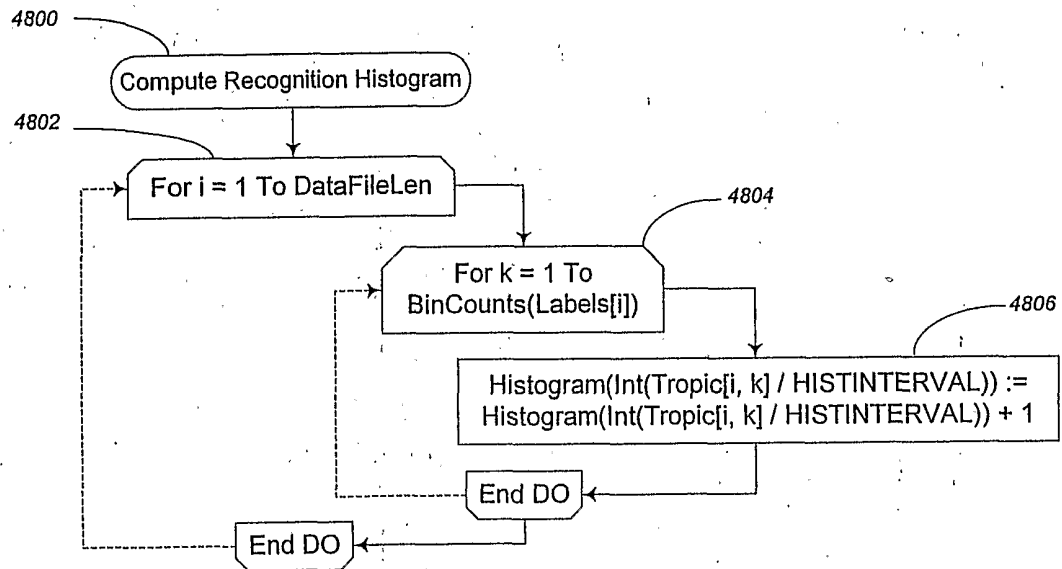 4800
Compute Recognition Histogram
4802
For i = 1 To DataFileLen
4804
For k = 1 To
BinCounts(Labels[i])
4806
Histogram(Int(Tropic[i, k] / HISTINTERVAL)) :=
Histogram(Int(Tropic[i, k] / HISTINTERVAL)) + 1
End DO
End DO